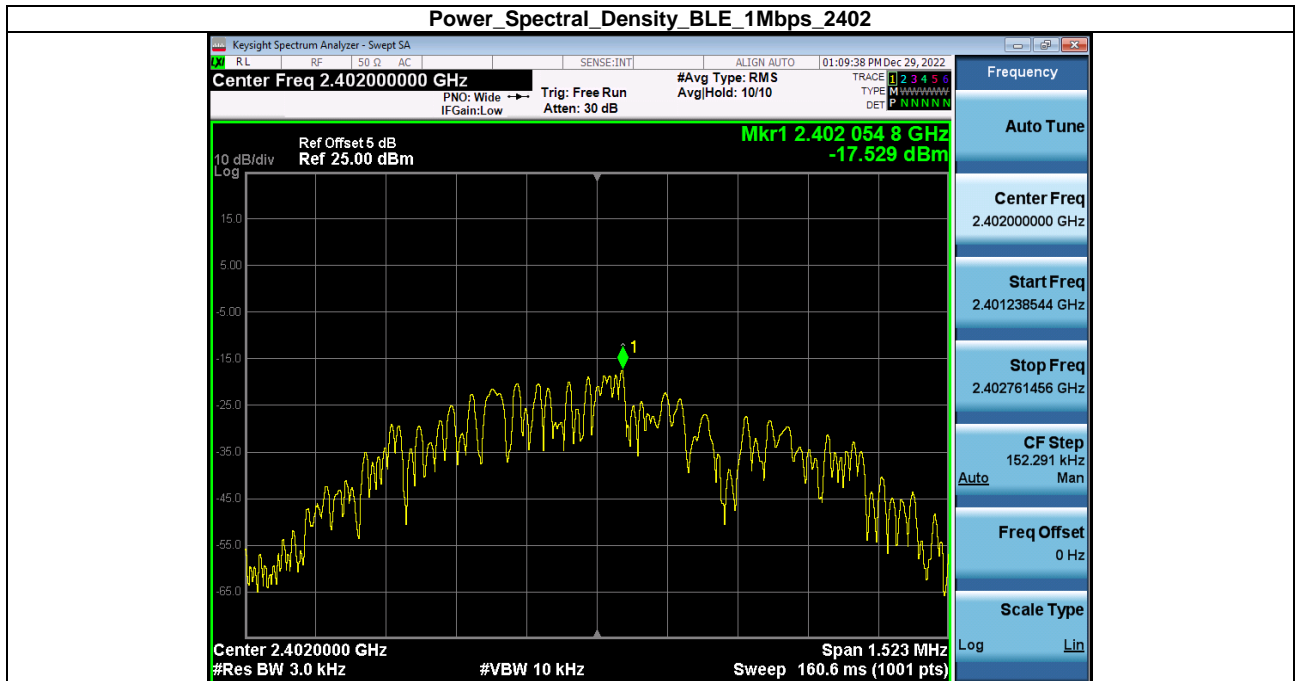 Power_Spectral_Density_BLE_1Mbps_2402
Keysight Spectrum Analyzer - Swept SA
LXI RL RF 50 Ω AC SENSE:INT ALIGN AUTO 01:09:38 PM Dec 29, 2022
Center Freq 2.402000000 GHz
PNO: Wide
IFGain:Low
Trig: Free Run
Atten: 30 dB
#Avg Type: RMS
Avg|Hold: 10/10
TRACE 1 2 3 4 5 6
TYPE M WWWWW
DET P N N N N N
Mkr1 2.402 054 8 GHz
-17.529 dBm
Ref Offset 5 dB
10 dB/div Ref 25.00 dBm
Log
15.0
5.00
-5.00
-15.0
-25.0
-35.0
-45.0
-55.0
-65.0
1
Center 2.4020000 GHz Span 1.523 MHz
#Res BW 3.0 kHz #VBW 10 kHz Sweep 160.6 ms (1001 pts)
Frequency
Auto Tune
Center Freq
2.402000000 GHz
Start Freq
2.401238544 GHz
Stop Freq
2.402761456 GHz
CF Step
152.291 kHz
Auto Man
Freq Offset
0 Hz
Scale Type
Log Lin